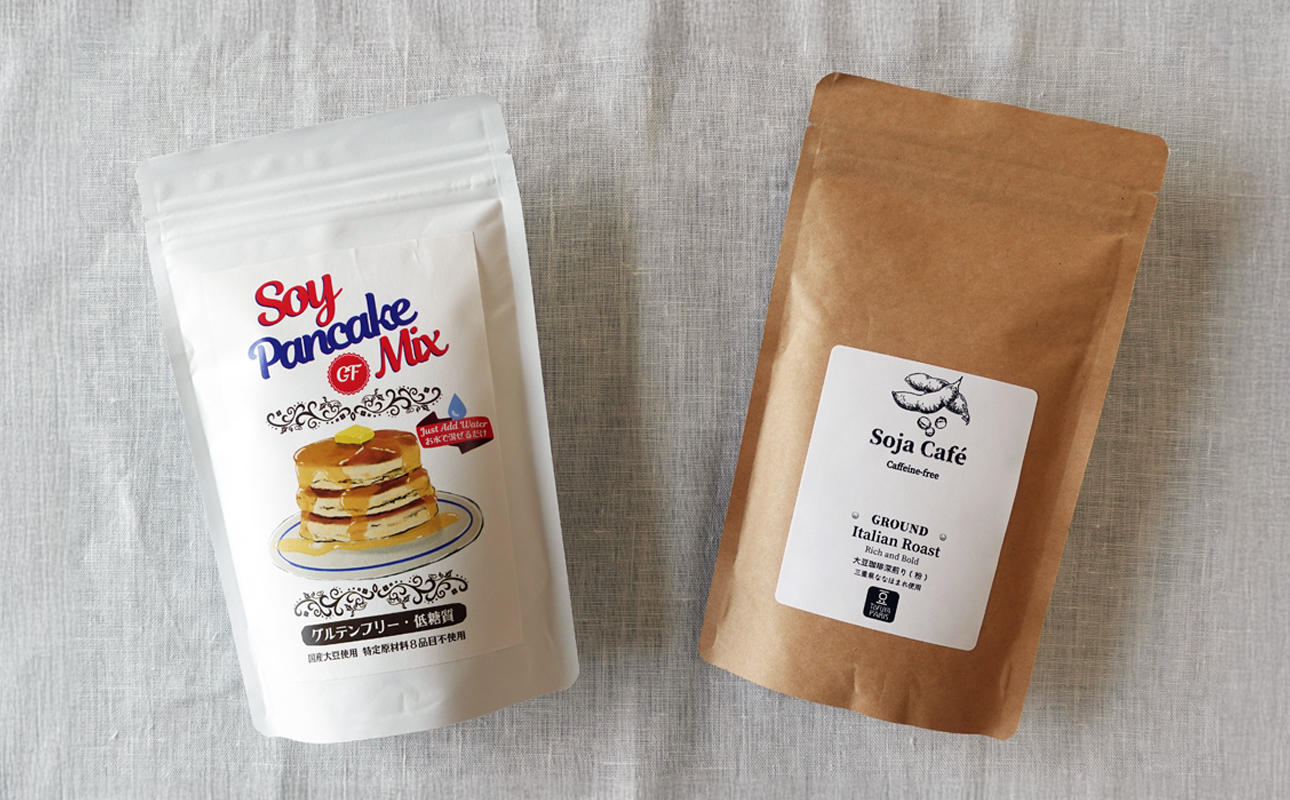 Soy
Pancake
GF Mix
Just Add Water
お水で混ぜるだけ
グルテンフリー・低糖質
国産大豆使用 特定原材料8品目不使用
Soja Café
Caffeine-free
GROUND
Italian Roast
Rich and Bold
大豆珈琲深煎り(粉)
三重県ななほまれ使用
豆
TOFUYA
PARK